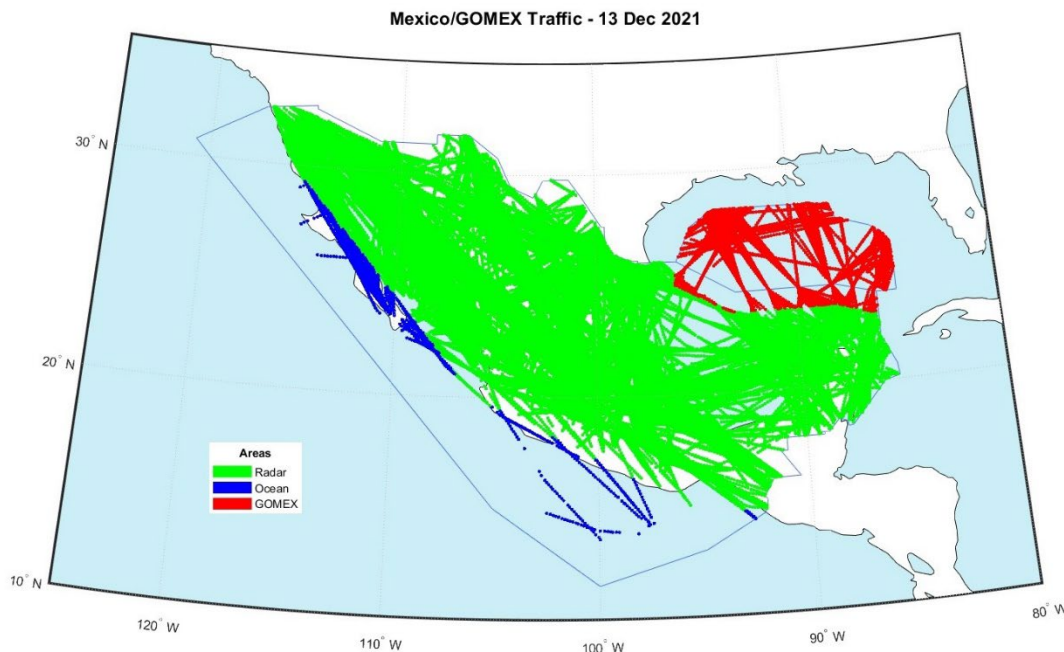 Mexico/GOMEX Traffic - 13 Dec 2021
30° N
20° N
10° N
Areas
Radar
Ocean
GOMEX
120° W
110° W
100° W
90° W
80° W